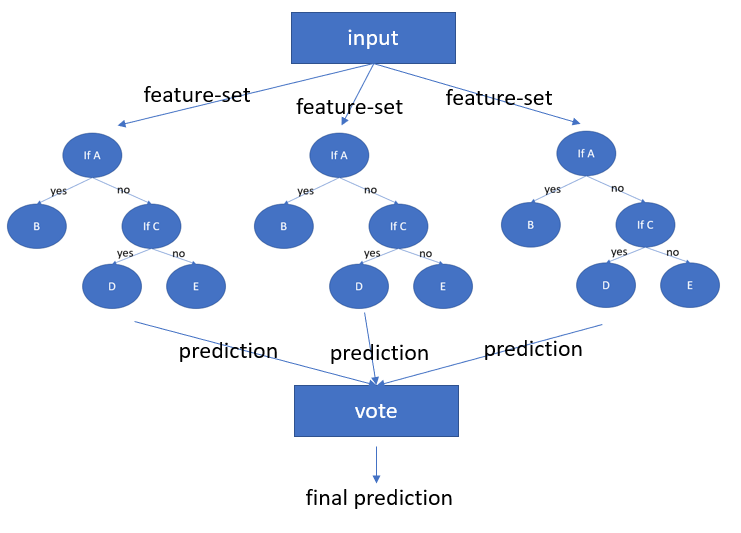 input
feature-set
feature-set
feature-set
If A
If A
If A
yes
no
yes
no
yes
no
B
If C
B
If C
B
If C
yes
no
yes
no
yes
no
D
E
D
E
D
E
prediction
prediction
prediction
vote
final prediction